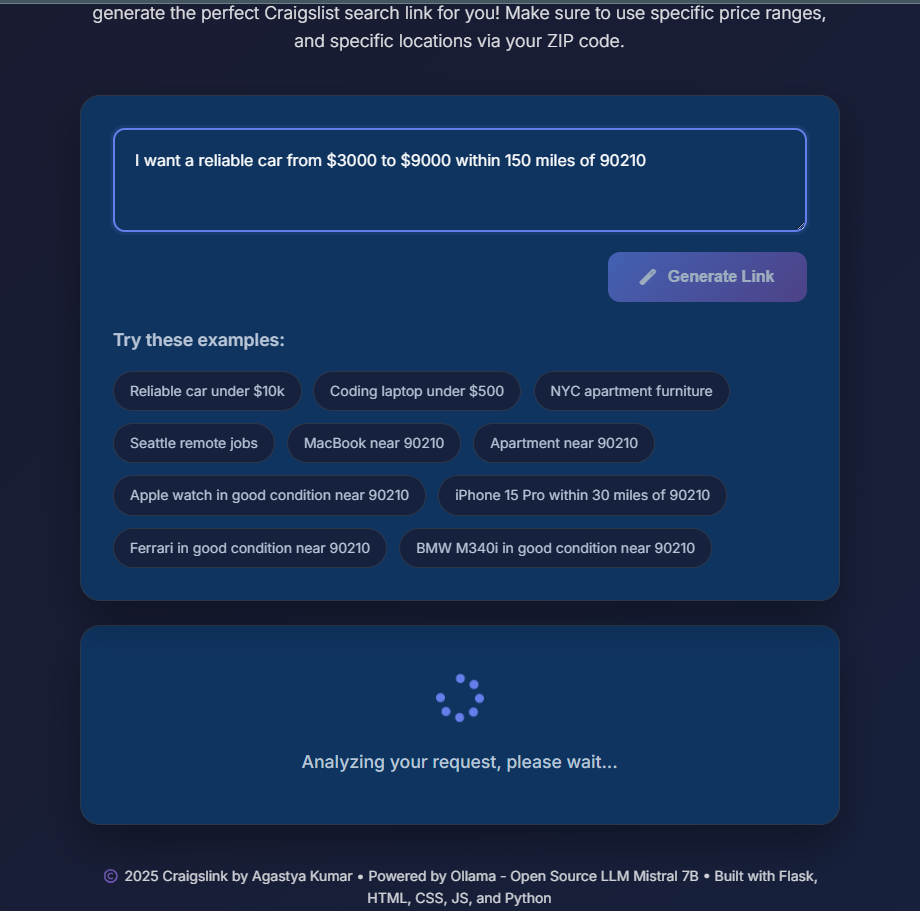 generate the perfect Craigslist search link for you! Make sure to use specific price ranges,
and specific locations via your ZIP code.
I want a reliable car from $3000 to $9000 within 150 miles of 90210
Generate Link
Try these examples:
Reliable car under $10k
Coding laptop under $500
NYC apartment furniture
Seattle remote jobs
MacBook near 90210
Apartment near 90210
Apple watch in good condition near 90210
iPhone 15 Pro within 30 miles of 90210
Ferrari in good condition near 90210
BMW M340i in good condition near 90210
Analyzing your request, please wait...
© 2025 Craigslink by Agastya Kumar • Powered by Ollama - Open Source LLM Mistral 7B • Built with Flask,
HTML, CSS, JS, and Python